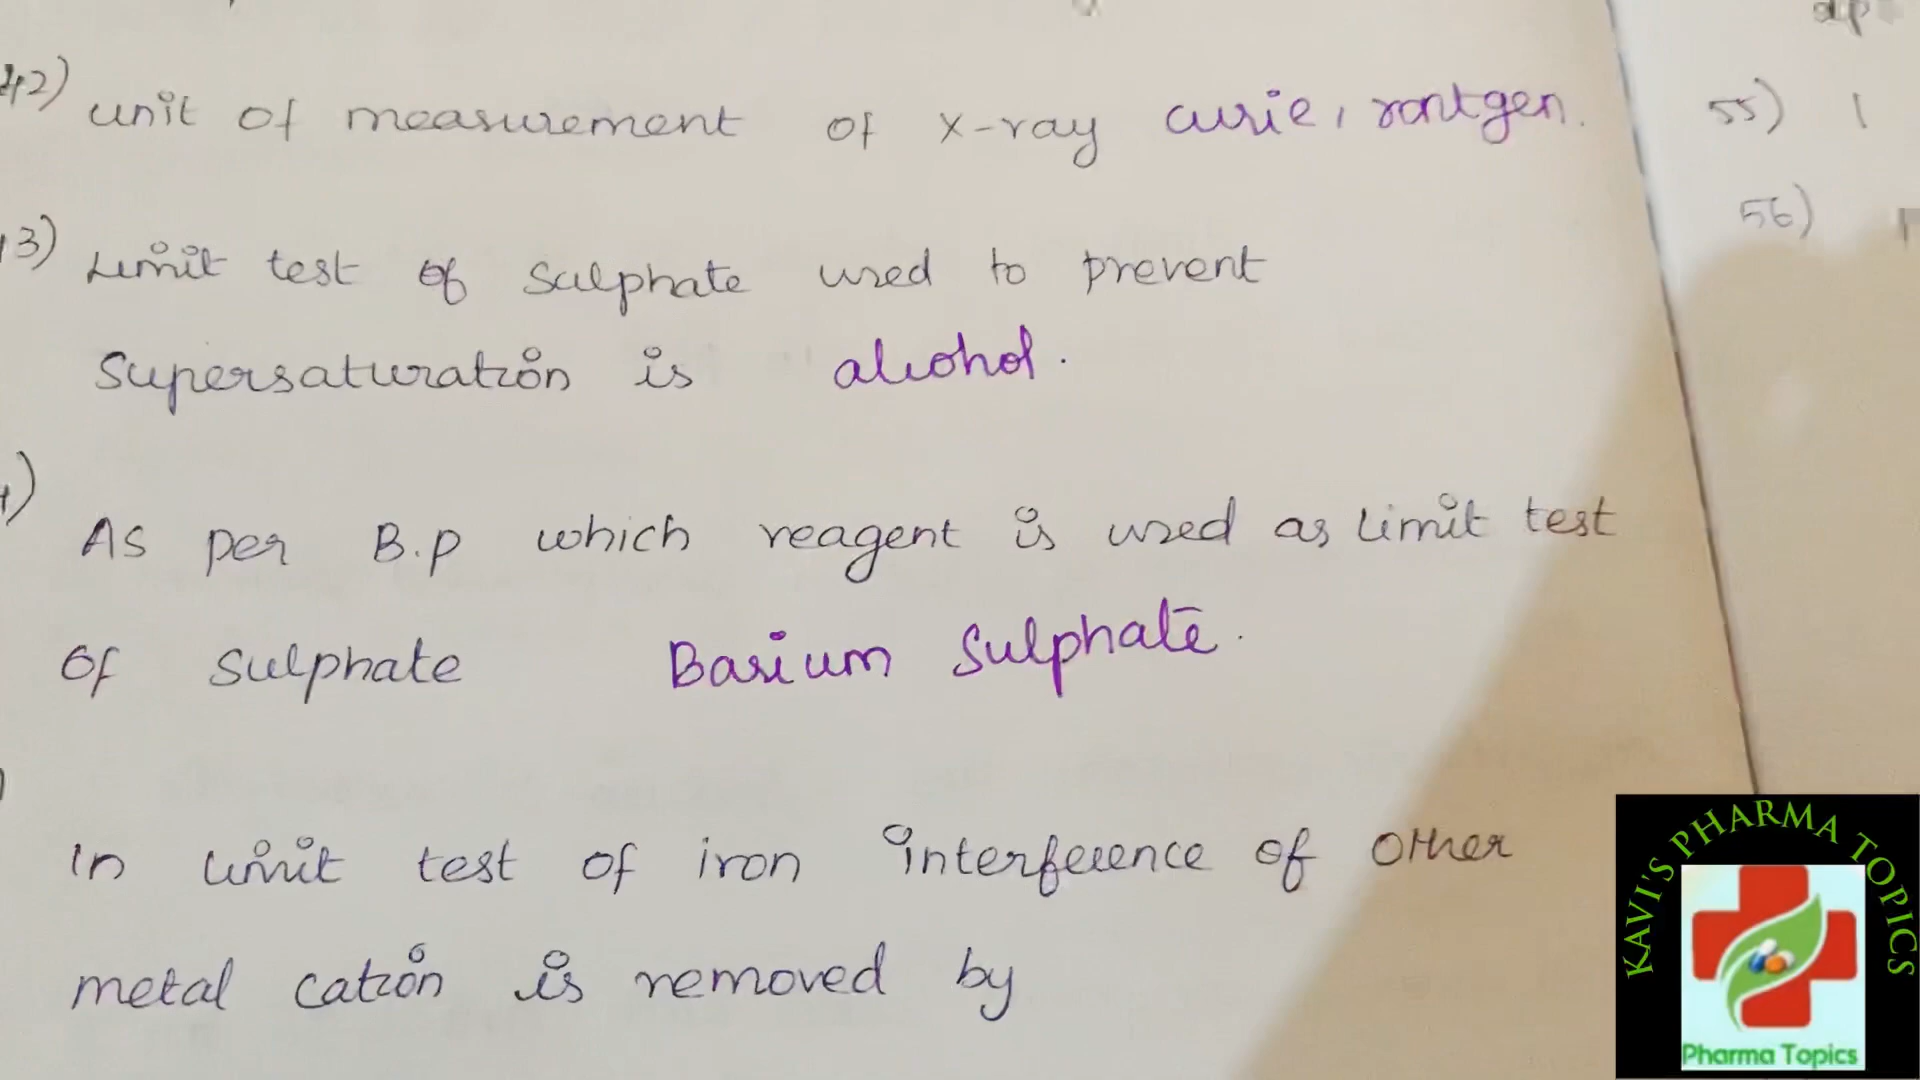 42) unit of measurement of x-ray curie, rontgen.
3) Limit test of Sulphate used to prevent
Supersaturation is alcohol.
)
As per B.p which reagent is used as limit test
of Sulphate Barium Sulphate.
In limit test of iron interference of other
metal cation is removed by
55) 1
56)
KAVI'S PHARMA TOPICS
Pharma Topics